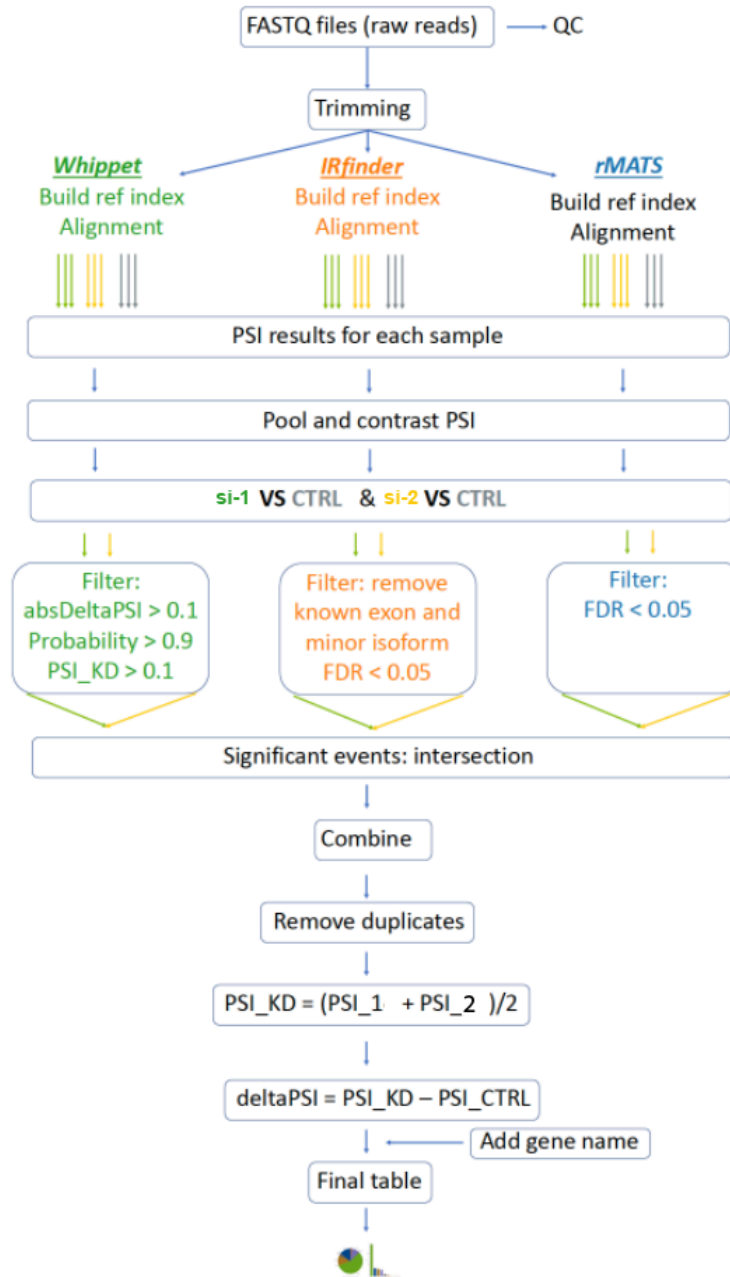 FASTQ files (raw reads)
QC
Trimming
Whippet
Build ref index
Alignment
IRfinder
Build ref index
Alignment
rMATS
Build ref index
Alignment
PSI results for each sample
Pool and contrast PSI
si-1 VS CTRL & si-2 VS CTRL
Filter:
absDeltaPSI > 0.1
Probability > 0.9
PSI_KD > 0.1
Filter: remove
known exon and
minor isoform
FDR < 0.05
Filter:
FDR < 0.05
Significant events: intersection
Combine
Remove duplicates
PSI_KD = (PSI_1 + PSI_2 )/2
deltaPSI = PSI_KD – PSI_CTRL
Add gene name
Final table